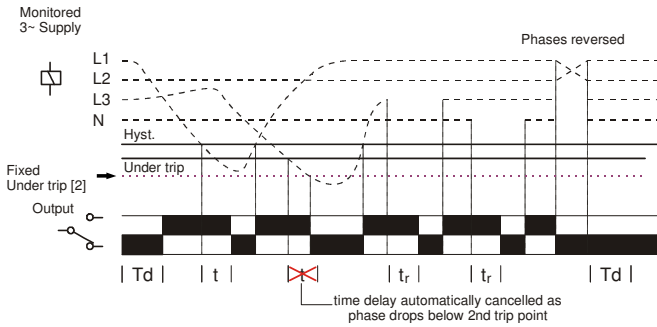 Monitored
3~ Supply
Phases reversed
L1
L2
L3
N
Hyst.
Under trip
Fixed
Under trip [2]
Output
Td
t
t
tr
tr
Td
time delay automatically cancelled as
phase drops below 2nd trip point